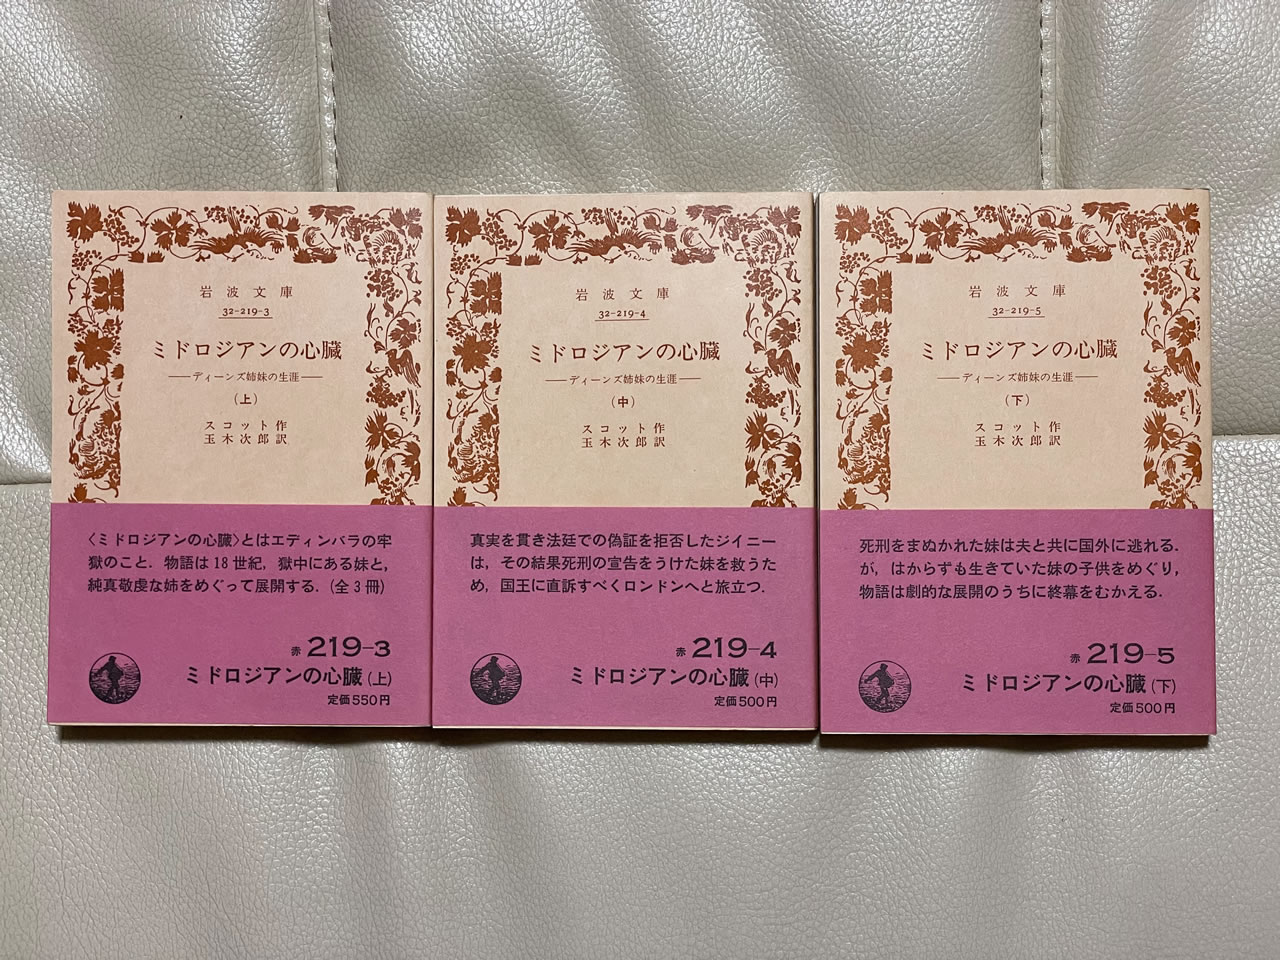 岩波文庫
32-219-3
ミドロジアンの心臓
―ディーンズ姉妹の生涯―
(上)
スコット作
玉木次郎訳
〈ミドロジアンの心臓〉とはエディンバラの牢
獄のこと．物語は18世紀，獄中にある妹と，
純真敬虔な姉をめぐって展開する．(全3冊)
赤 219-3
ミドロジアンの心臓(上)
定価550円
岩波文庫
32-219-4
ミドロジアンの心臓
―ディーンズ姉妹の生涯―
(中)
スコット作
玉木次郎訳
真実を貫き法廷での偽証を拒否したジイニー
は，その結果死刑の宣告をうけた妹を救うた
め，国王に直訴すべくロンドンへと旅立つ．
赤 219-4
ミドロジアンの心臓(中)
定価500円
岩波文庫
32-219-5
ミドロジアンの心臓
―ディーンズ姉妹の生涯―
(下)
スコット作
玉木次郎訳
死刑をまぬかれた妹は夫と共に国外に逃れる．
が，はからずも生きていた妹の子供をめぐり，
物語は劇的な展開のうちに終幕をむかえる．
赤 219-5
ミドロジアンの心臓(下)
定価500円